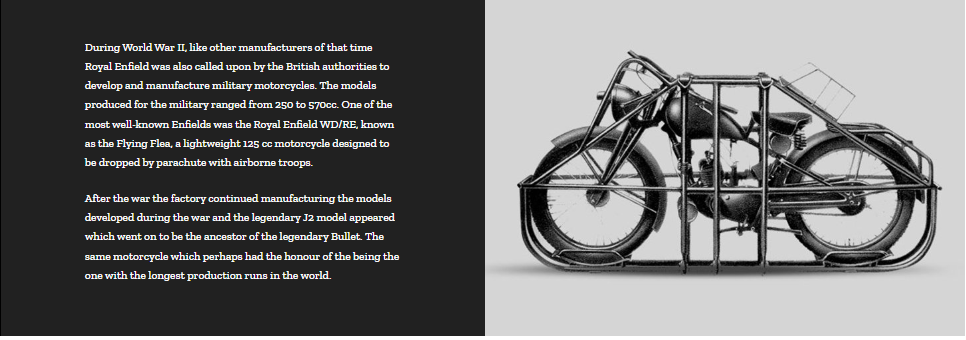 During World War II, like other manufacturers of that time
Royal Enfield was also called upon by the British authorities to
develop and manufacture military motorcycles. The models
produced for the military ranged from 250 to 570cc. One of the
most well-known Enfields was the Royal Enfield WD/RE, known
as the Flying Flea, a lightweight 125 cc motorcycle designed to
be dropped by parachute with airborne troops.
After the war the factory continued manufacturing the models
developed during the war and the legendary J2 model appeared
which went on to be the ancestor of the legendary Bullet. The
same motorcycle which perhaps had the honour of the being the
one with the longest production runs in the world.